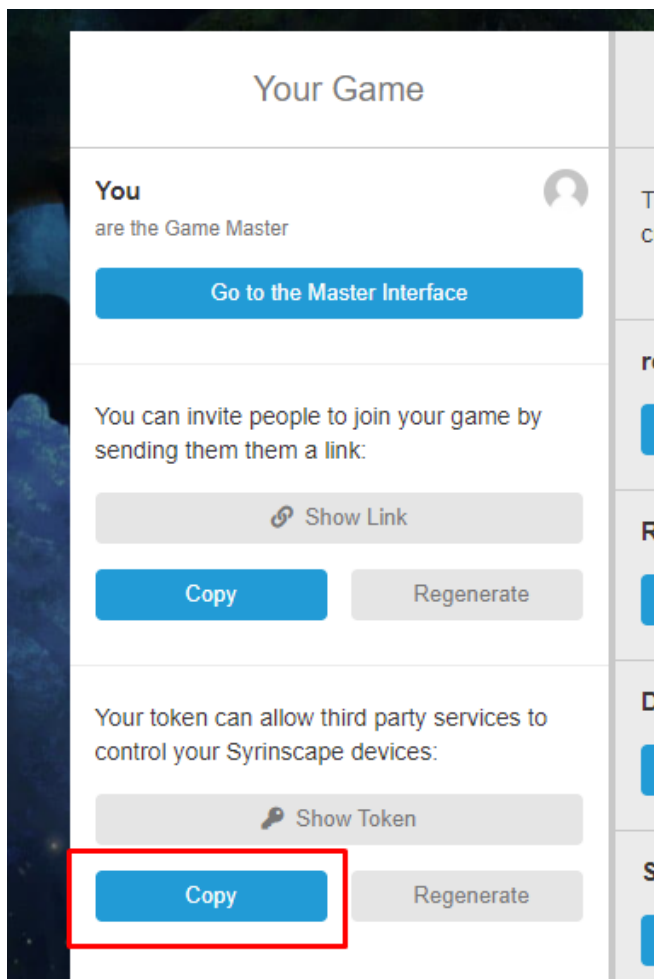 Your Game
You
are the Game Master
Go to the Master Interface
You can invite people to join your game by
sending them them a link:
Show Link
Copy Regenerate
Your token can allow third party services to
control your Syrinscape devices:
Show Token
Copy Regenerate